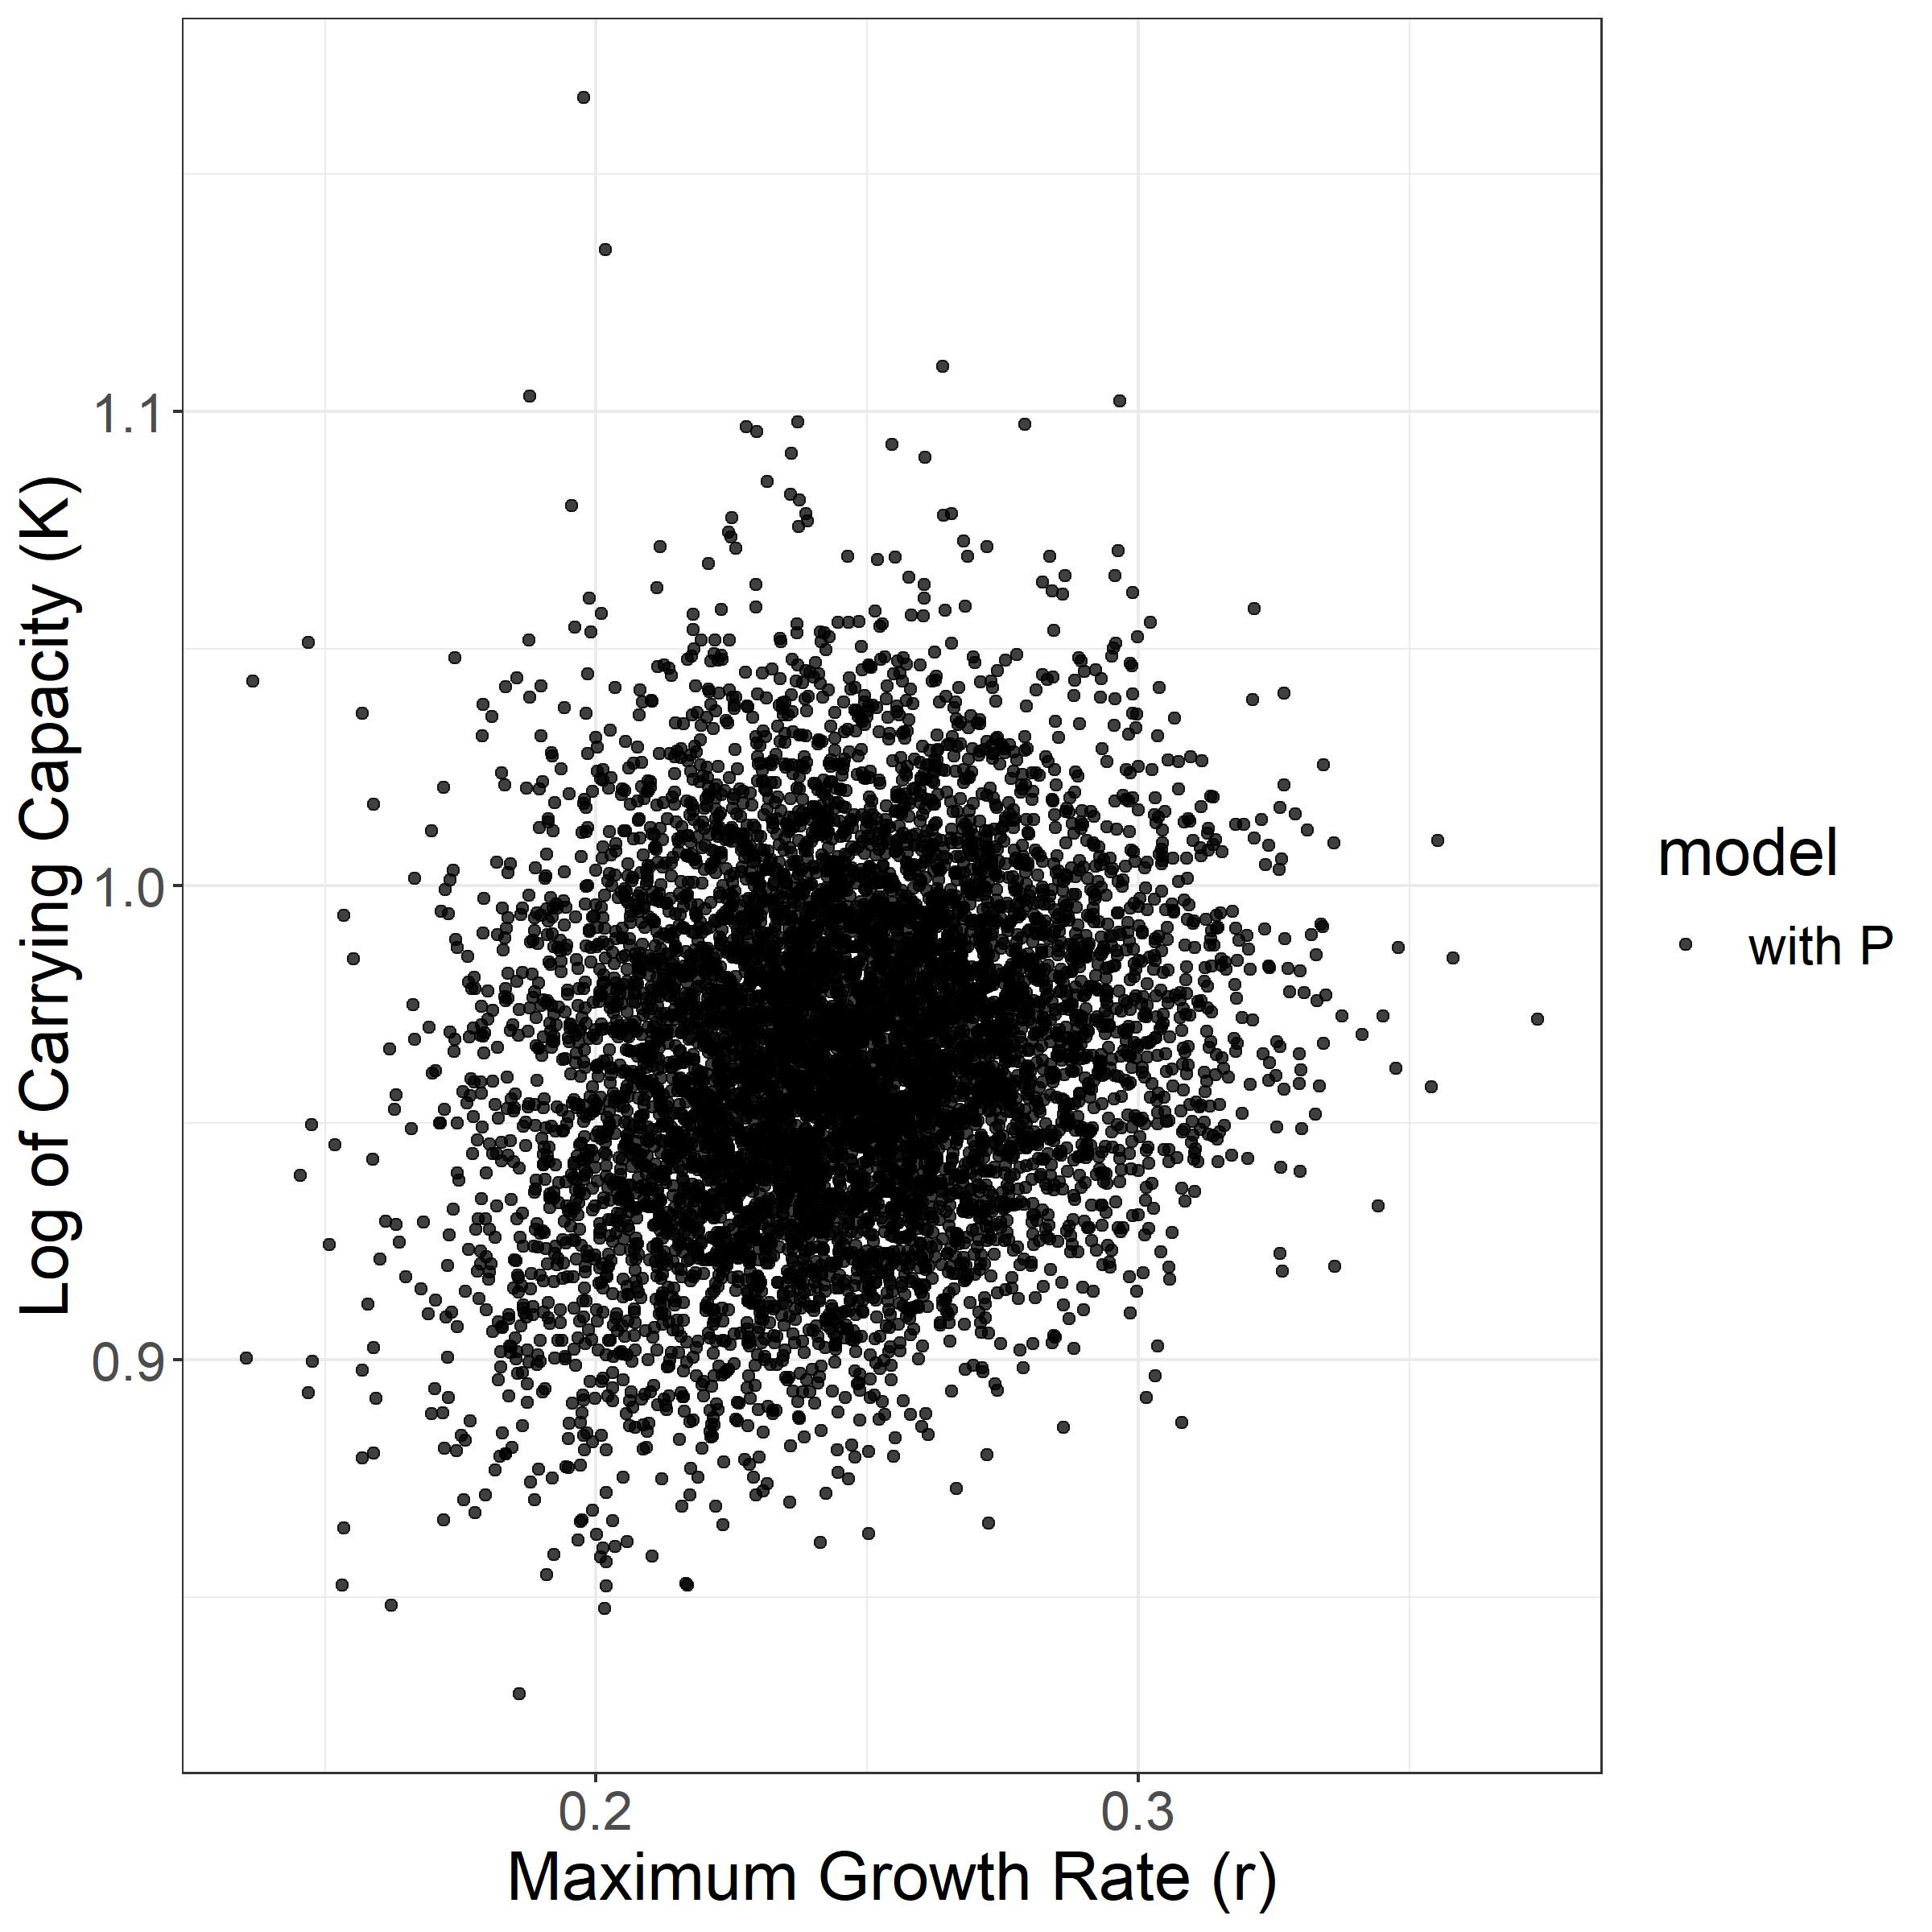 Log of Carrying Capacity (K)
1.1
1.0
0.9
0.2
0.3
Maximum Growth Rate (r)
model
with P